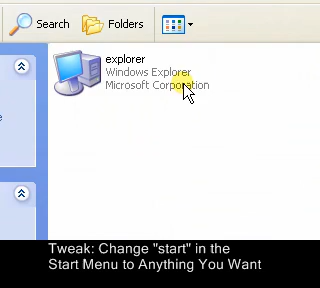 Search Folders
explorer
Windows Explorer
Microsoft Corporation
Tweak: Change "start" in the
Start Menu to Anything You Want